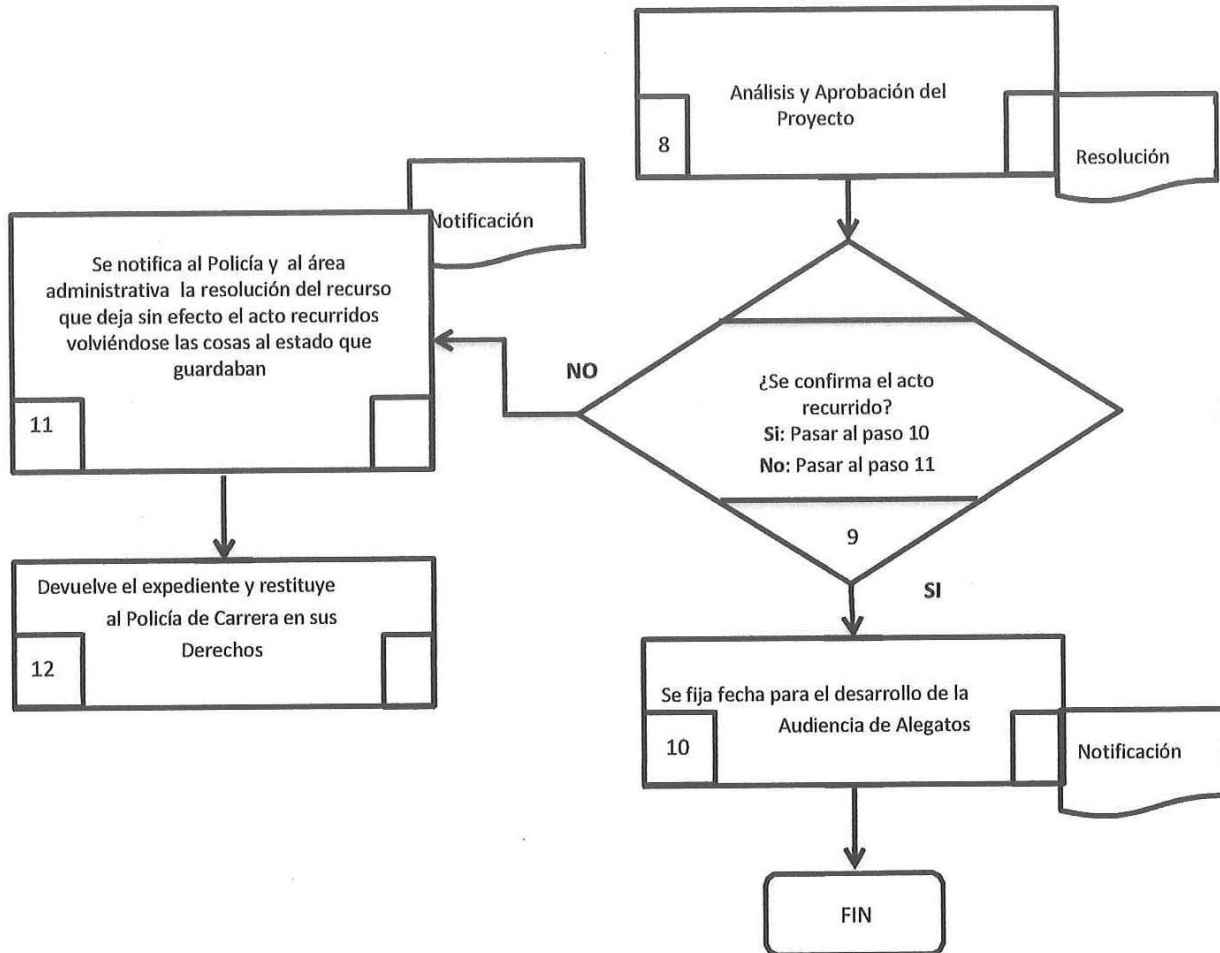 Análisis y Aprobación del
Proyecto
8
Resolución
Notificación
Se notifica al Policía y al área
administrativa la resolución del recurso
que deja sin efecto el acto recurridos
volviéndose las cosas al estado que
guardaban
11
NO
¿Se confirma el acto
recurrido?
Si: Pasar al paso 10
No: Pasar al paso 11
9
SI
Devuelve el expediente y restituye
al Policía de Carrera en sus
Derechos
12
Se fija fecha para el desarrollo de la
Audiencia de Alegatos
10
Notificación
FIN